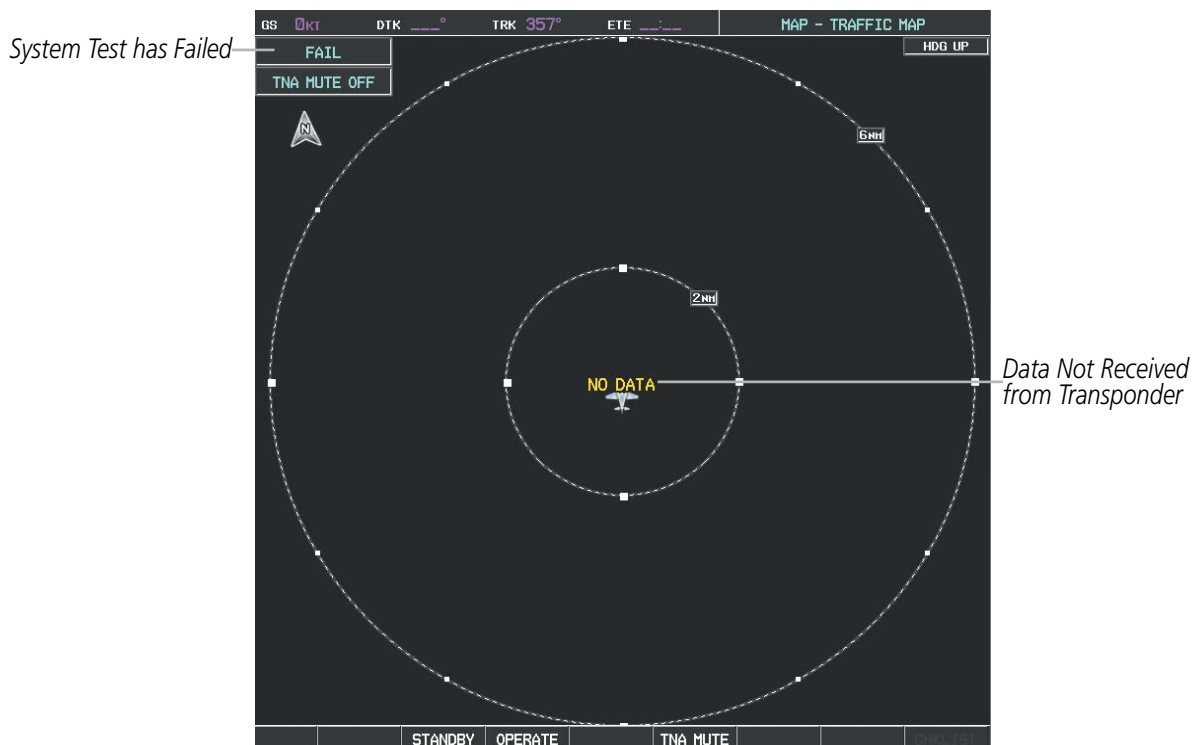 GS 0KT DTK ___° TRK 357° ETE __:__ MAP - TRAFFIC MAP
System Test has Failed
FAIL
HDG UP
TNA MUTE OFF
N
6NM
2NM
NO DATA
Data Not Received
from Transponder
STANDBY OPERATE TNA MUTE